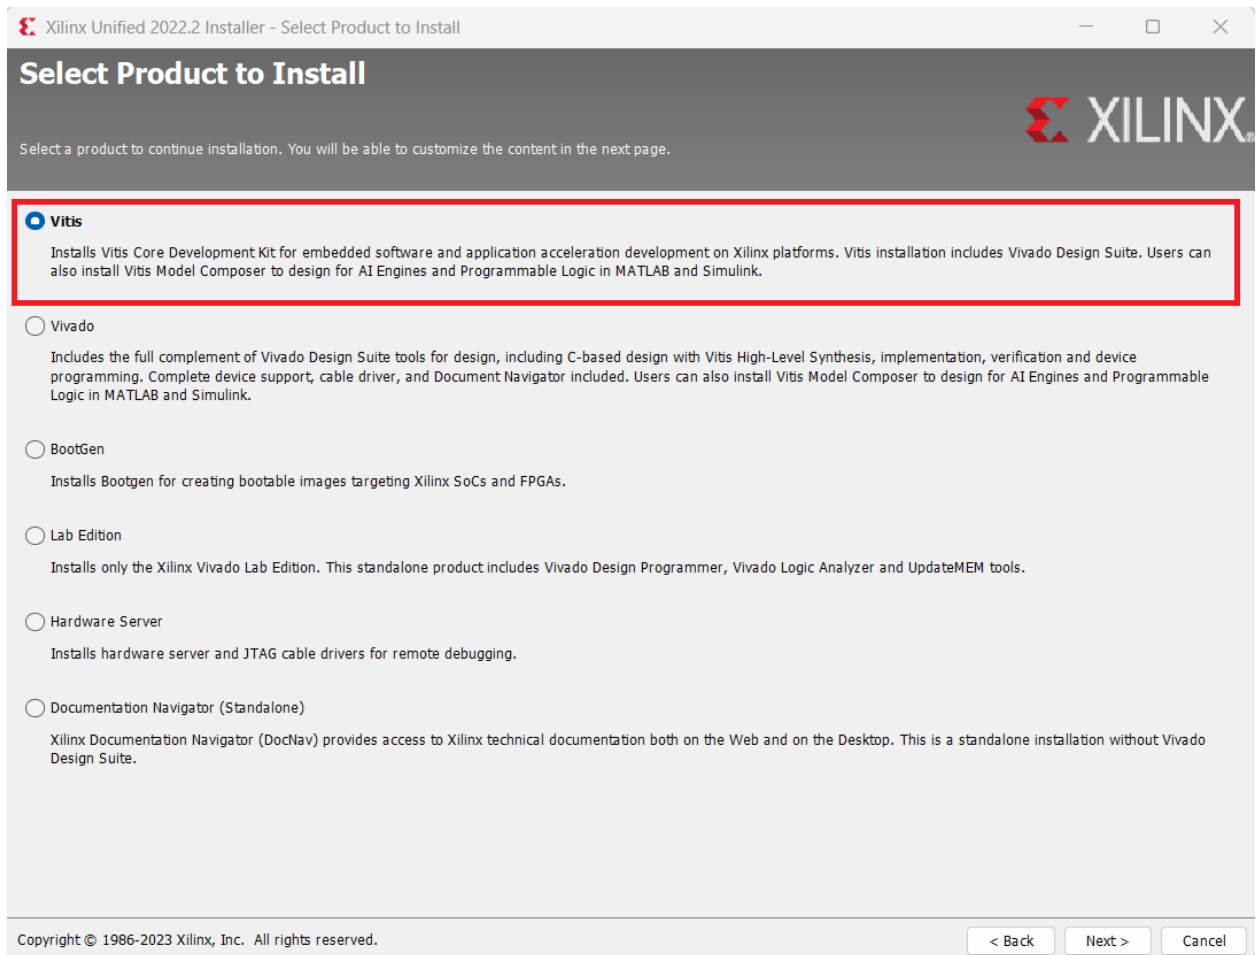 Xilinx Unified 2022.2 Installer - Select Product to Install
Select Product to Install
XILINX®
Select a product to continue installation. You will be able to customize the content in the next page.
Vitis
Installs Vitis Core Development Kit for embedded software and application acceleration development on Xilinx platforms. Vitis installation includes Vivado Design Suite. Users can
also install Vitis Model Composer to design for AI Engines and Programmable Logic in MATLAB and Simulink.
Vivado
Includes the full complement of Vivado Design Suite tools for design, including C-based design with Vitis High-Level Synthesis, implementation, verification and device
programming. Complete device support, cable driver, and Document Navigator included. Users can also install Vitis Model Composer to design for AI Engines and Programmable
Logic in MATLAB and Simulink.
BootGen
Installs Bootgen for creating bootable images targeting Xilinx SoCs and FPGAs.
Lab Edition
Installs only the Xilinx Vivado Lab Edition. This standalone product includes Vivado Design Programmer, Vivado Logic Analyzer and UpdateMEM tools.
Hardware Server
Installs hardware server and JTAG cable drivers for remote debugging.
Documentation Navigator (Standalone)
Xilinx Documentation Navigator (DocNav) provides access to Xilinx technical documentation both on the Web and on the Desktop. This is a standalone installation without Vivado
Design Suite.
Copyright © 1986-2023 Xilinx, Inc. All rights reserved.
< Back Next > Cancel